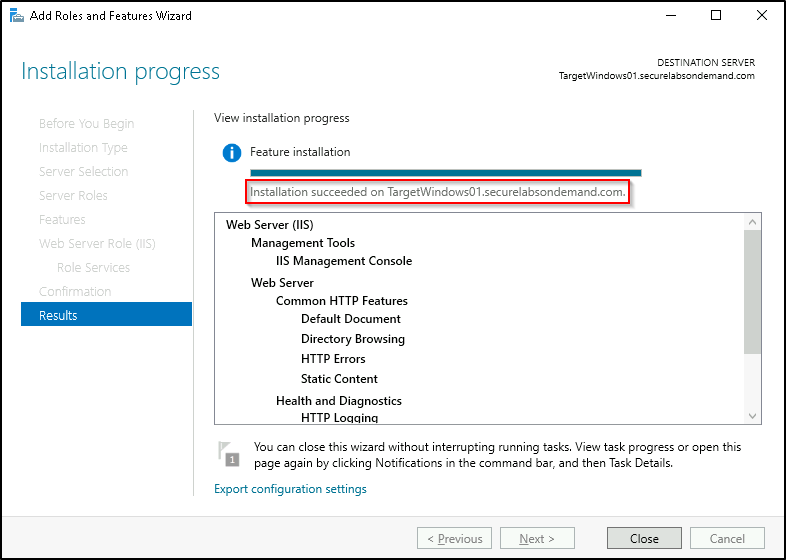 Add Roles and Features Wizard
Installation progress
DESTINATION SERVER
TargetWindows01.securelabsondemand.com
Before You Begin
Installation Type
Server Selection
Server Roles
Features
Web Server Role (IIS)
Role Services
Confirmation
Results
View installation progress
Feature installation
Installation succeeded on TargetWindows01.securelabsondemand.com.
Web Server (IIS)
Management Tools
IIS Management Console
Web Server
Common HTTP Features
Default Document
Directory Browsing
HTTP Errors
Static Content
Health and Diagnostics
HTTP Logging
1
You can close this wizard without interrupting running tasks. View task progress or open this
page again by clicking Notifications in the command bar, and then Task Details.
Export configuration settings
< Previous
Next >
Close
Cancel